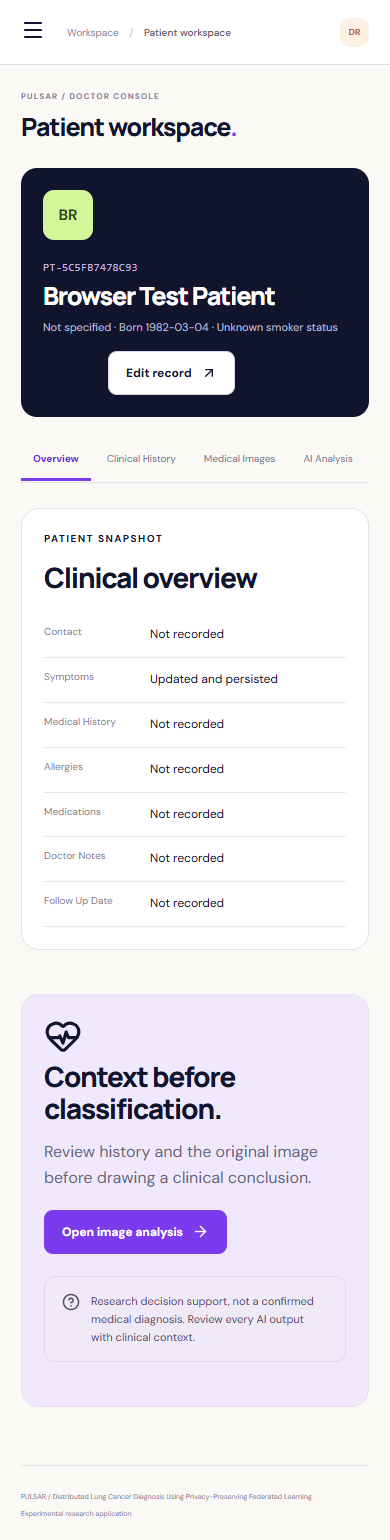 Workspace / Patient workspace
DR
PULSAR / DOCTOR CONSOLE
Patient workspace.
BR
PT-5C5FB7478C93
Browser Test Patient
Not specified · Born 1982-03-04 · Unknown smoker status
Edit record
Overview Clinical History Medical Images AI Analysis
PATIENT SNAPSHOT
Clinical overview
Contact Not recorded
Symptoms Updated and persisted
Medical History Not recorded
Allergies Not recorded
Medications Not recorded
Doctor Notes Not recorded
Follow Up Date Not recorded
Context before
classification.
Review history and the original image
before drawing a clinical conclusion.
Open image analysis
Research decision support, not a confirmed
medical diagnosis. Review every AI output
with clinical context.
PULSAR / Distributed Lung Cancer Diagnosis Using Privacy-Preserving Federated Learning
Experimental research application